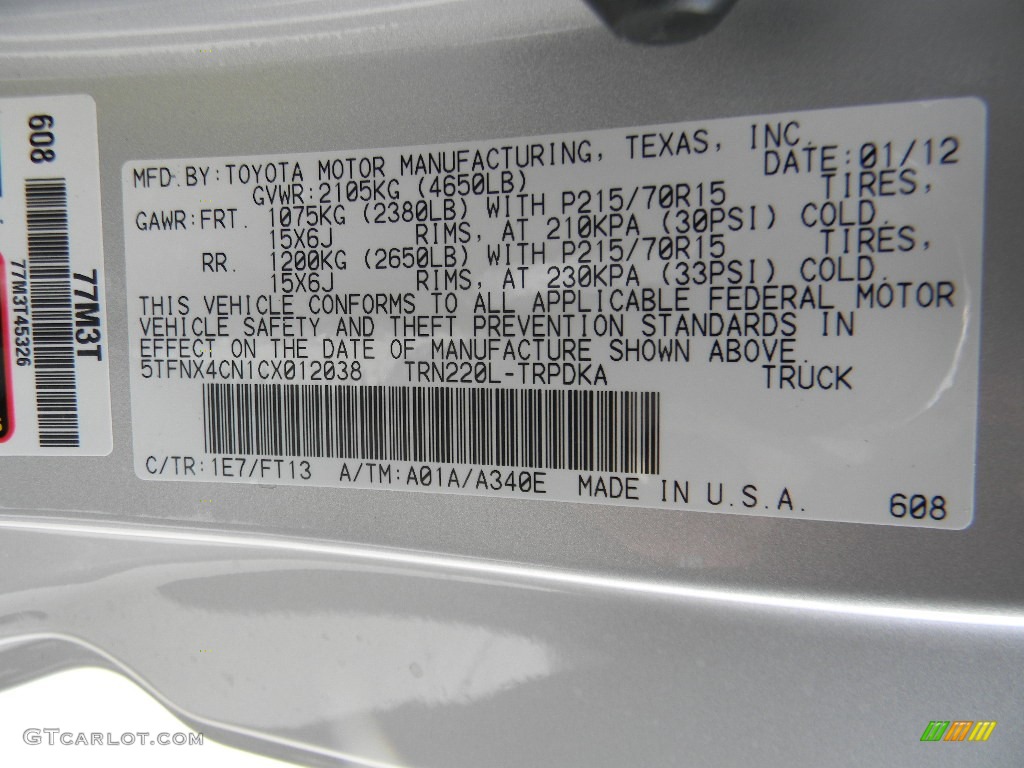 MFD.BY:TOYOTA MOTOR MANUFACTURING, TEXAS, INC.
GVWR:2105KG (4650LB) DATE:01/12
GAWR:FRT. 1075KG (2380LB) WITH P215/70R15 TIRES,
15X6J RIMS, AT 210KPA (30PSI) COLD.
RR. 1200KG (2650LB) WITH P215/70R15 TIRES,
15X6J RIMS, AT 230KPA (33PSI) COLD.
THIS VEHICLE CONFORMS TO ALL APPLICABLE FEDERAL MOTOR
VEHICLE SAFETY AND THEFT PREVENTION STANDARDS IN
EFFECT ON THE DATE OF MANUFACTURE SHOWN ABOVE.
5TFNX4CN1CX012038 TRN220L-TRPDKA TRUCK
C/TR:1E7/FT13 A/TM:A01A/A340E MADE IN U.S.A.
608
608
77M3T
77M3TA5326
GTCARLOT.COM